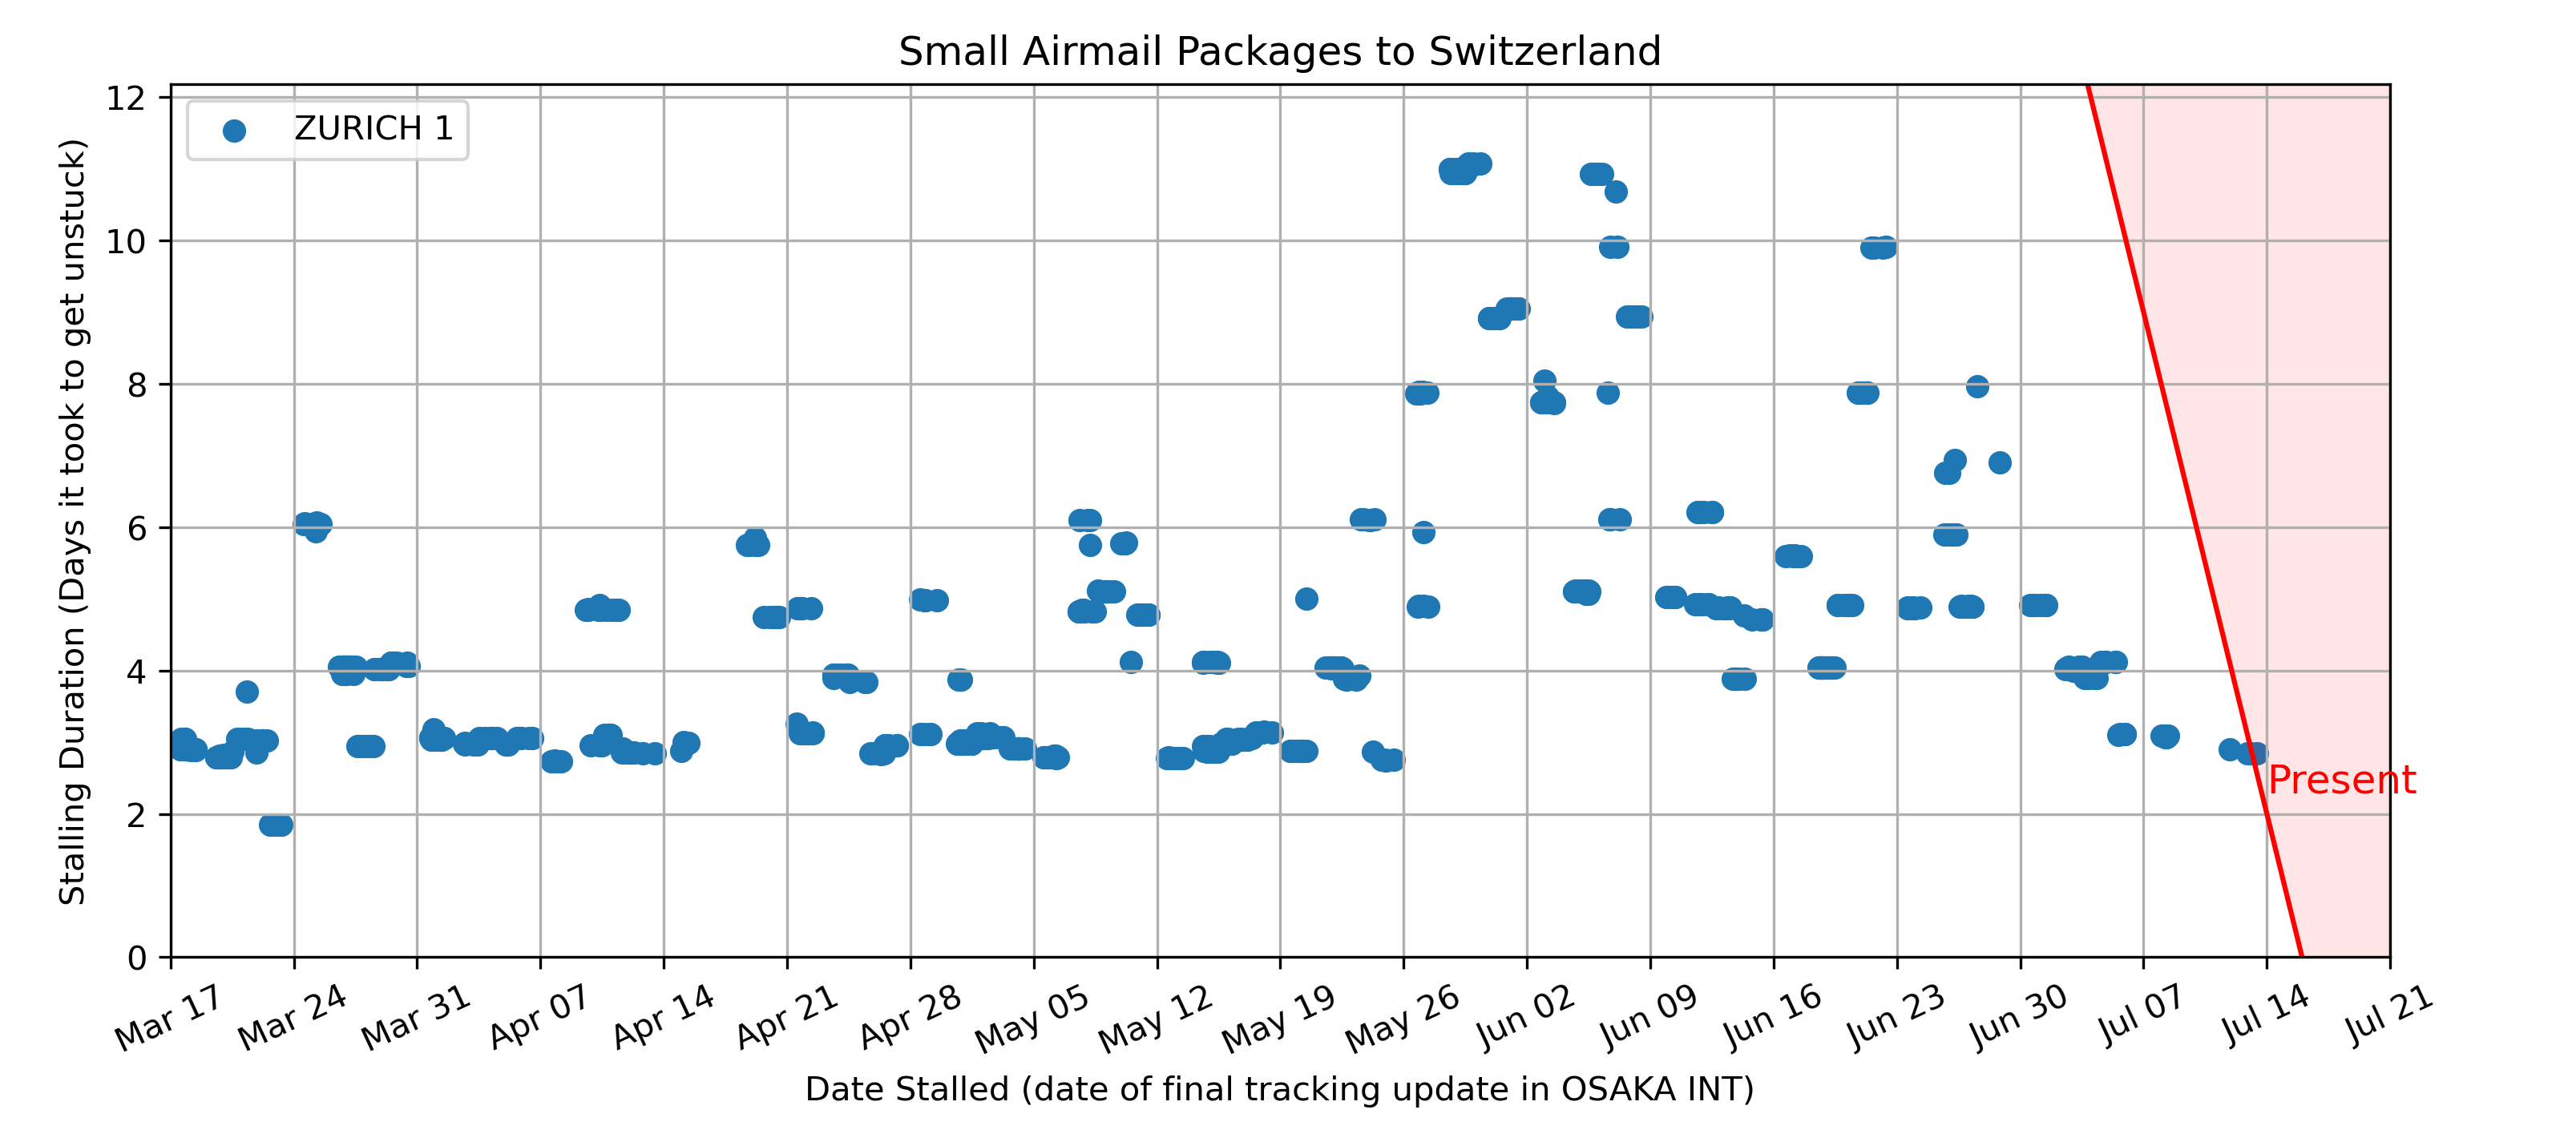 Small Airmail Packages to Switzerland
ZURICH 1
Stalling Duration (Days it took to get unstuck)
12
10
8
6
4
2
0
Present
Mar 17
Mar 24
Mar 31
Apr 07
Apr 14
Apr 21
Apr 28
May 05
May 12
May 19
May 26
Jun 02
Jun 09
Jun 16
Jun 23
Jun 30
Jul 07
Jul 14
Jul 21
Date Stalled (date of final tracking update in OSAKA INT)